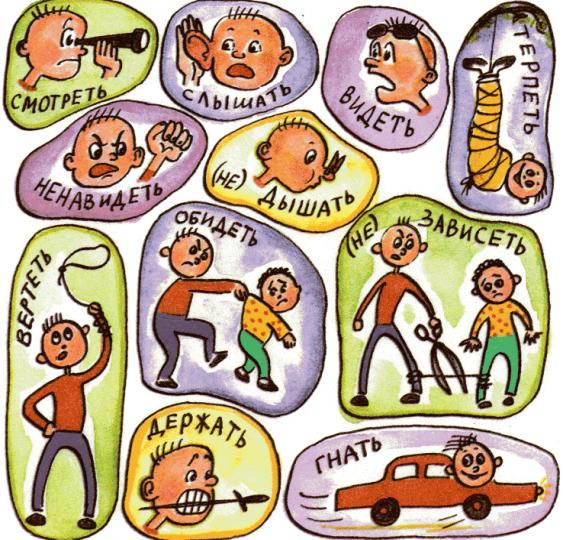 СМОТРЕТЬ
СЛЫШАТЬ
ВИДЕТЬ
ТЕРПЕТЬ
НЕНАВИДЕТЬ
(НЕ) ДЫШАТЬ
ВЕРТЕТЬ
ОБИДЕТЬ
(НЕ) ЗАВИСЕТЬ
ДЕРЖАТЬ
ГНАТЬ